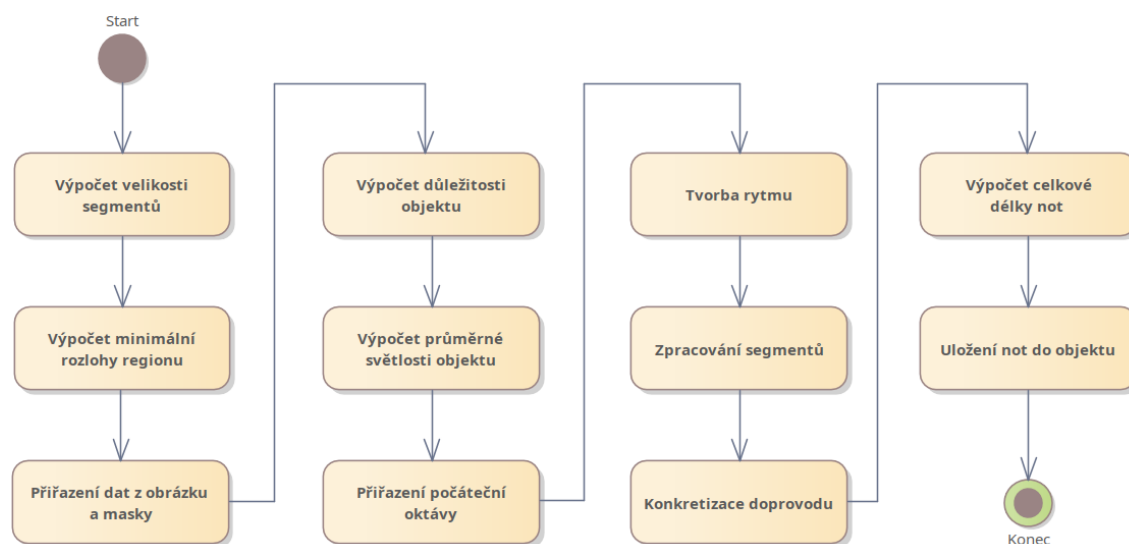 Start
Výpočet velikosti
segmentů
Výpočet minimální
rozlohy regionu
Přiřazení dat z obrázku
a masky
Výpočet důležitosti
objektu
Výpočet průměrné
světlosti objektu
Přiřazení počáteční
oktávy
Tvorba rytmu
Zpracování segmentů
Konkretizace doprovodu
Výpočet celkové
délky not
Uložení not do objektu
Konec